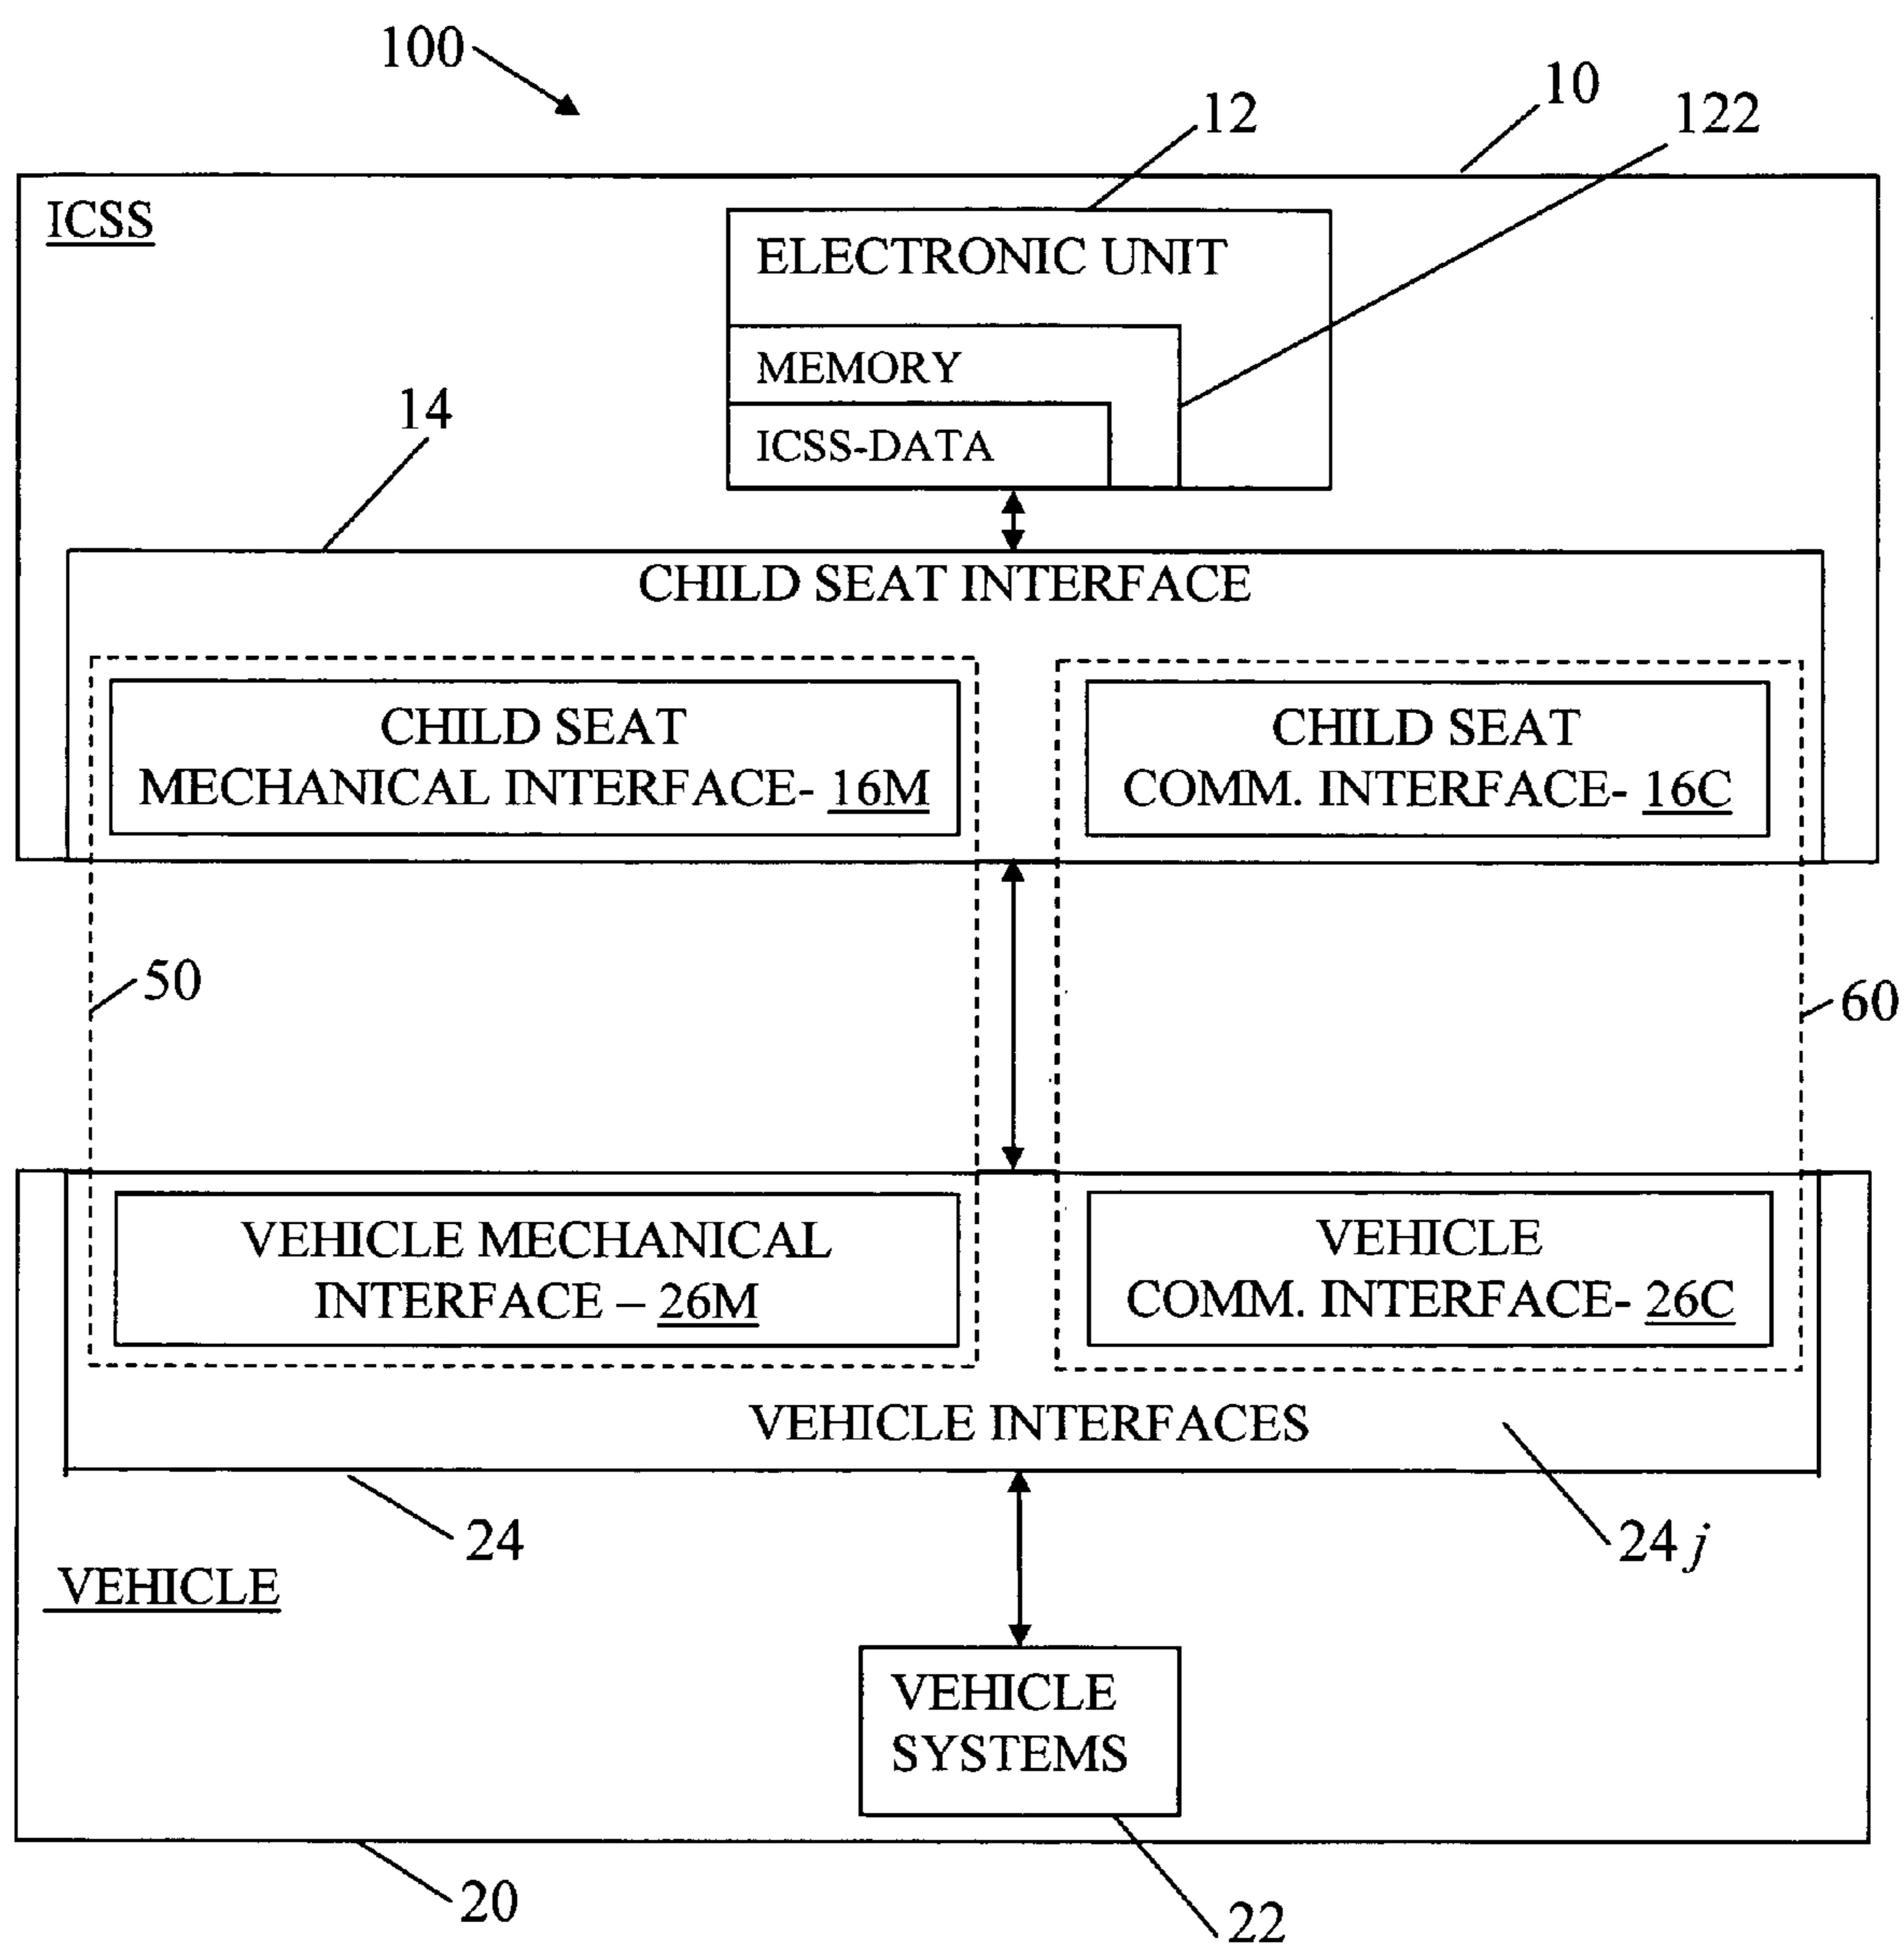 100
10
12
122
ICSS
ELECTRONIC UNIT
MEMORY
ICSS-DATA
14
CHILD SEAT INTERFACE
CHILD SEAT
MECHANICAL INTERFACE- 16M
CHILD SEAT
COMM. INTERFACE- 16C
50
60
VEHICLE MECHANICAL
INTERFACE – 26M
VEHICLE
COMM. INTERFACE- 26C
VEHICLE INTERFACES
24
24j
VEHICLE
VEHICLE
SYSTEMS
20
22